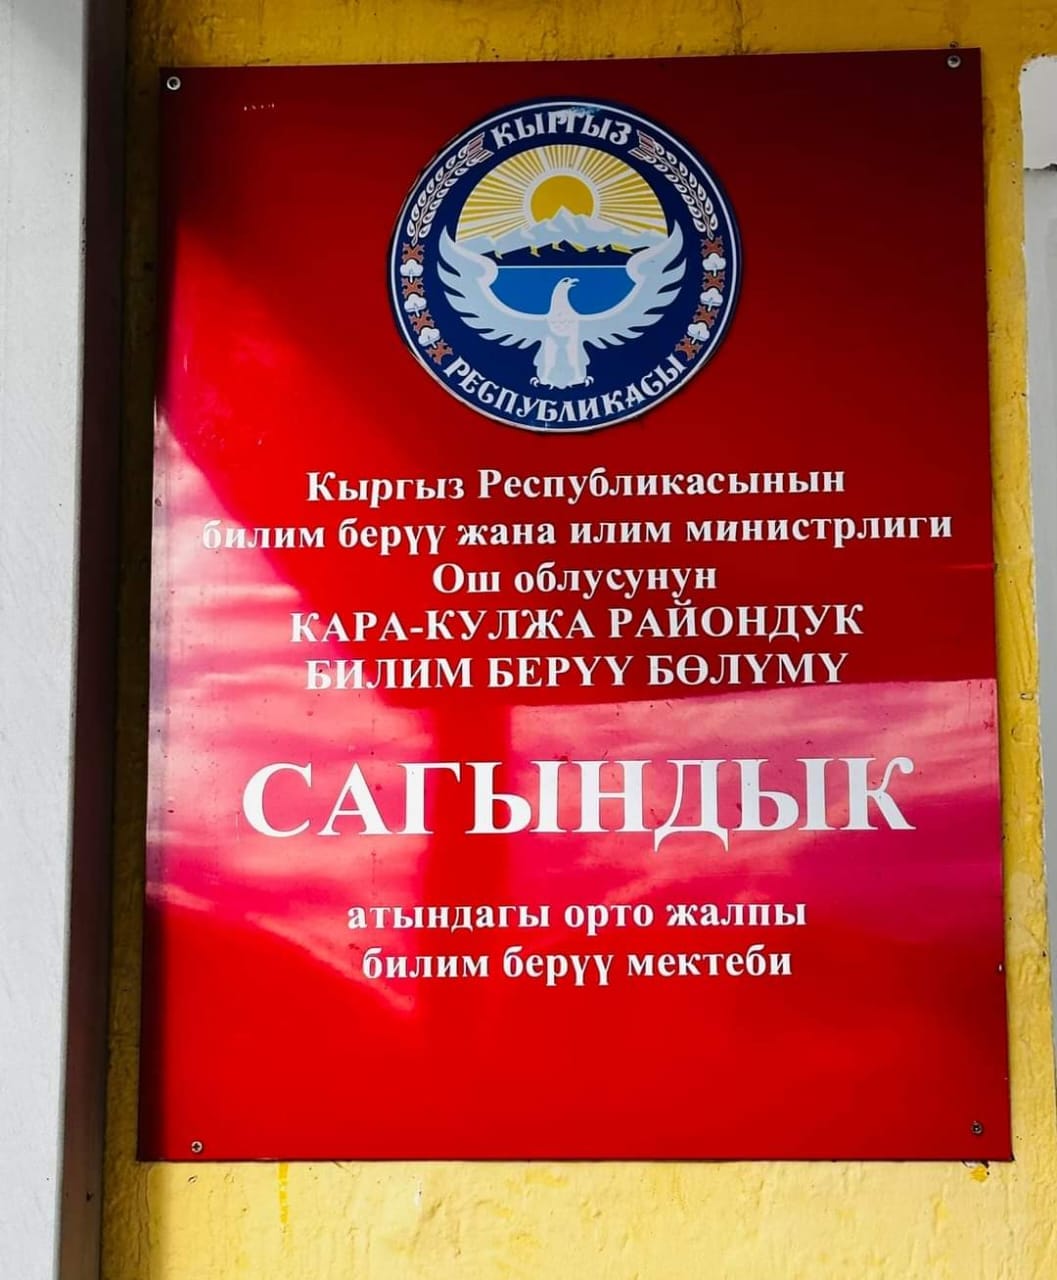 КЫРГЫЗ
РЕСПУБЛИКАСЫ
Кыргыз Республикасынын
билим берүү жана илим министрлиги
Ош облусунун
КАРА-КУЛЖА РАЙОНДУК
БИЛИМ БЕРҮҮ БӨЛҮМҮ
САГЫНДЫК
атындагы орто жалпы
билим берүү мектеби